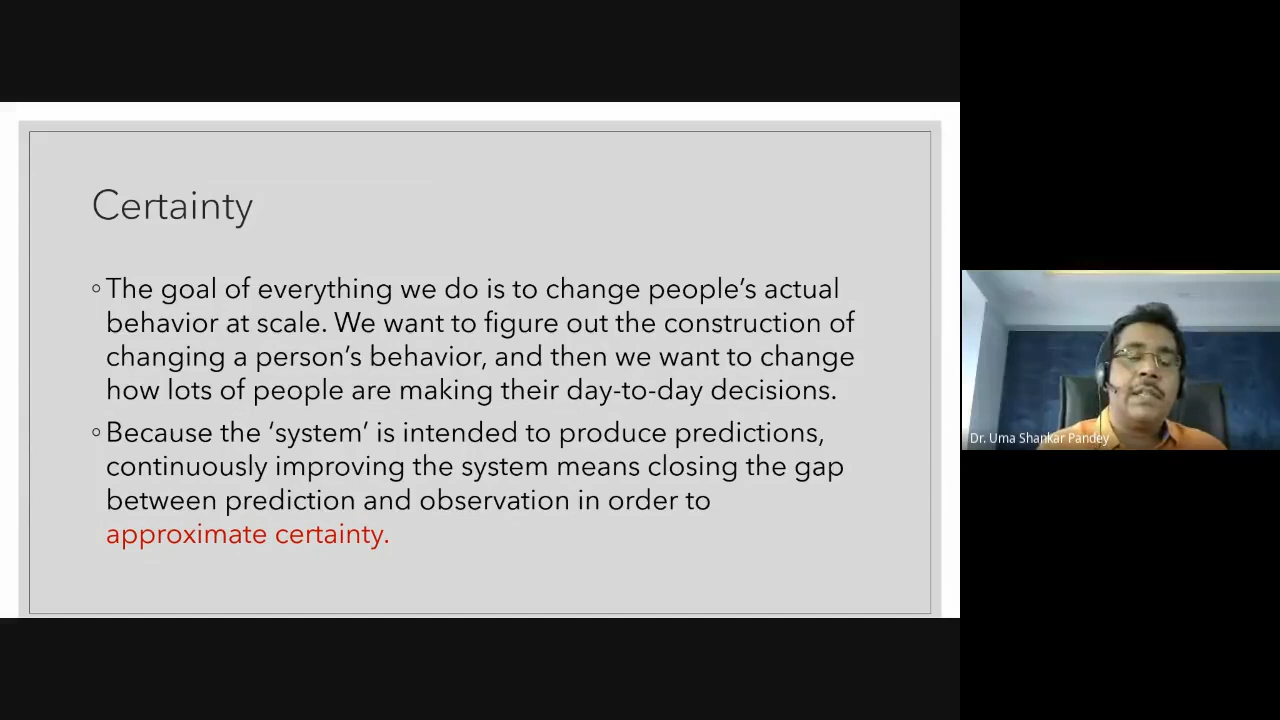 Certainty
◦The goal of everything we do is to change people’s actual
behavior at scale. We want to figure out the construction of
changing a person’s behavior, and then we want to change
how lots of people are making their day-to-day decisions.
◦Because the ‘system’ is intended to produce predictions,
continuously improving the system means closing the gap
between prediction and observation in order to
approximate certainty.
Dr. Uma Shankar Pandey